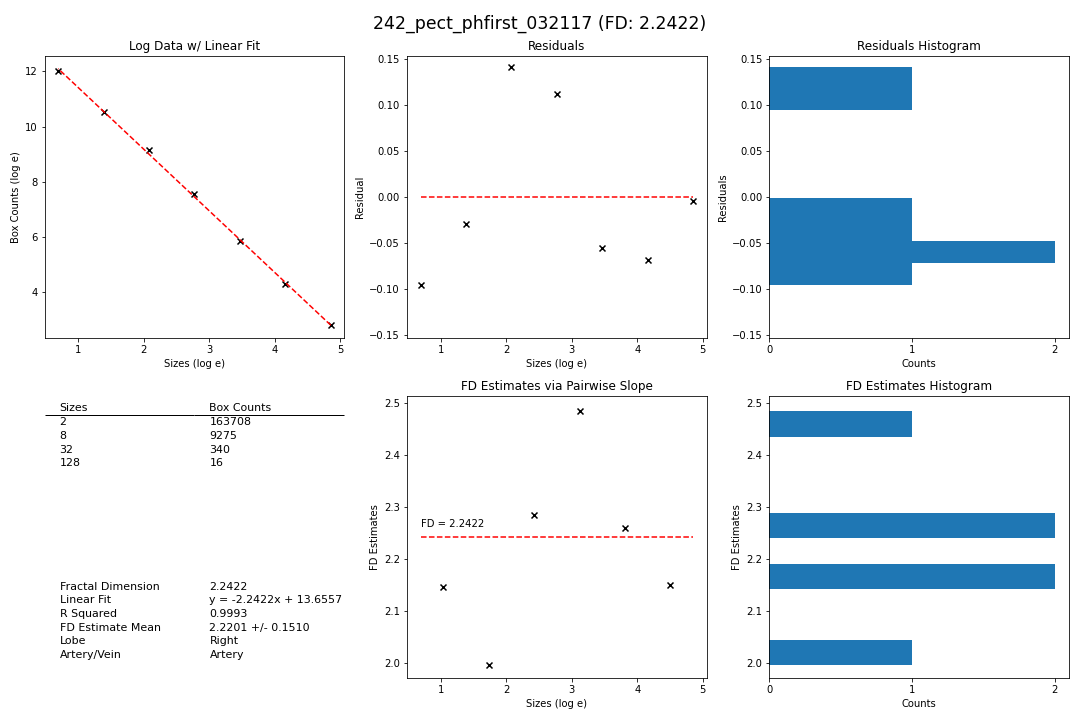 242_pect_phfirst_032117 (FD: 2.2422)
Log Data w/ Linear Fit
Box Counts (log e)
12
10
8
6
4
1 2 3 4 5
Sizes (log e)
Residuals
Residual
0.15
0.10
0.05
0.00
−0.05
−0.10
−0.15
1 2 3 4 5
Sizes (log e)
Residuals Histogram
Residuals
0.15
0.10
0.05
0.00
−0.05
−0.10
−0.15
0 1 2
Counts
Sizes Box Counts
2 163708
8 9275
32 340
128 16
Fractal Dimension 2.2422
Linear Fit y = -2.2422x + 13.6557
R Squared 0.9993
FD Estimate Mean 2.2201 +/- 0.1510
Lobe Right
Artery/Vein Artery
FD Estimates via Pairwise Slope
FD Estimates
2.5
2.4
2.3
2.2
2.1
2.0
FD = 2.2422
1 2 3 4 5
Sizes (log e)
FD Estimates Histogram
FD Estimates
2.5
2.4
2.3
2.2
2.1
2.0
0 1 2
Counts